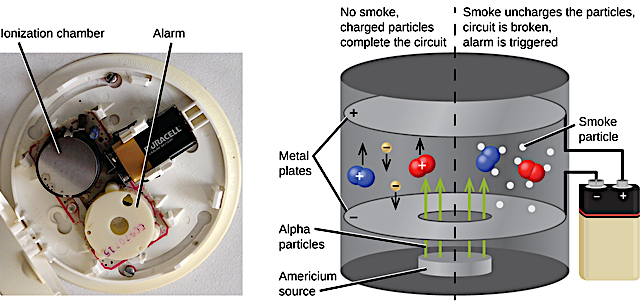 No smoke,
charged particles
complete the circuit
Smoke uncharges the particles,
circuit is broken,
alarm is triggered
Ionization chamber
Alarm
DURACELL
+
Smoke
particle
Metal
plates
+
+
−
−
−
−
+
Alpha
particles
Americium
source